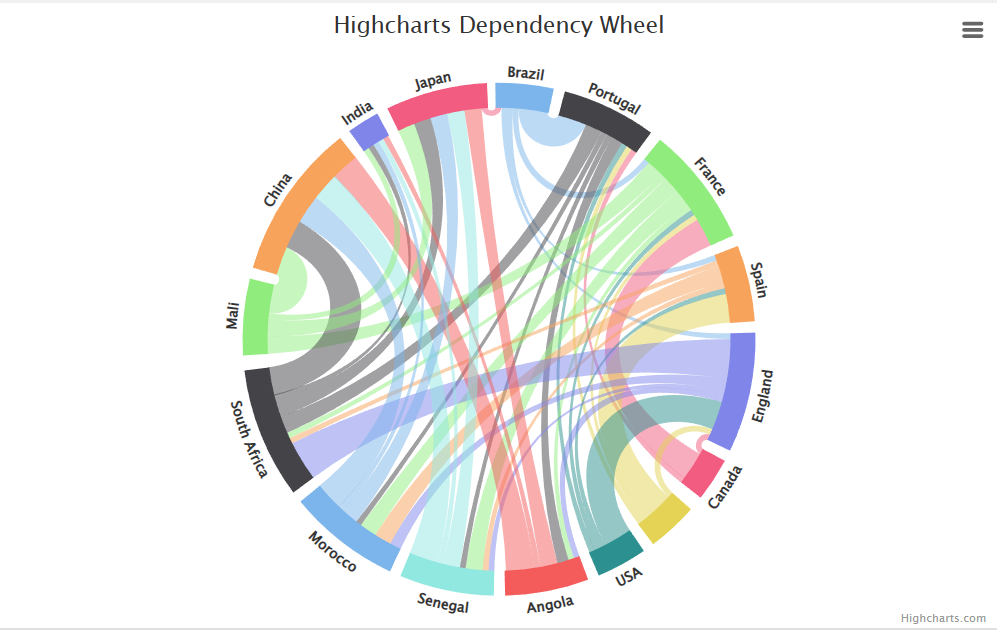 Highcharts Dependency Wheel
Brazil
Portugal
France
Spain
England
Canada
USA
Angola
Senegal
Morocco
South Africa
Mali
China
India
Japan
Highcharts.com